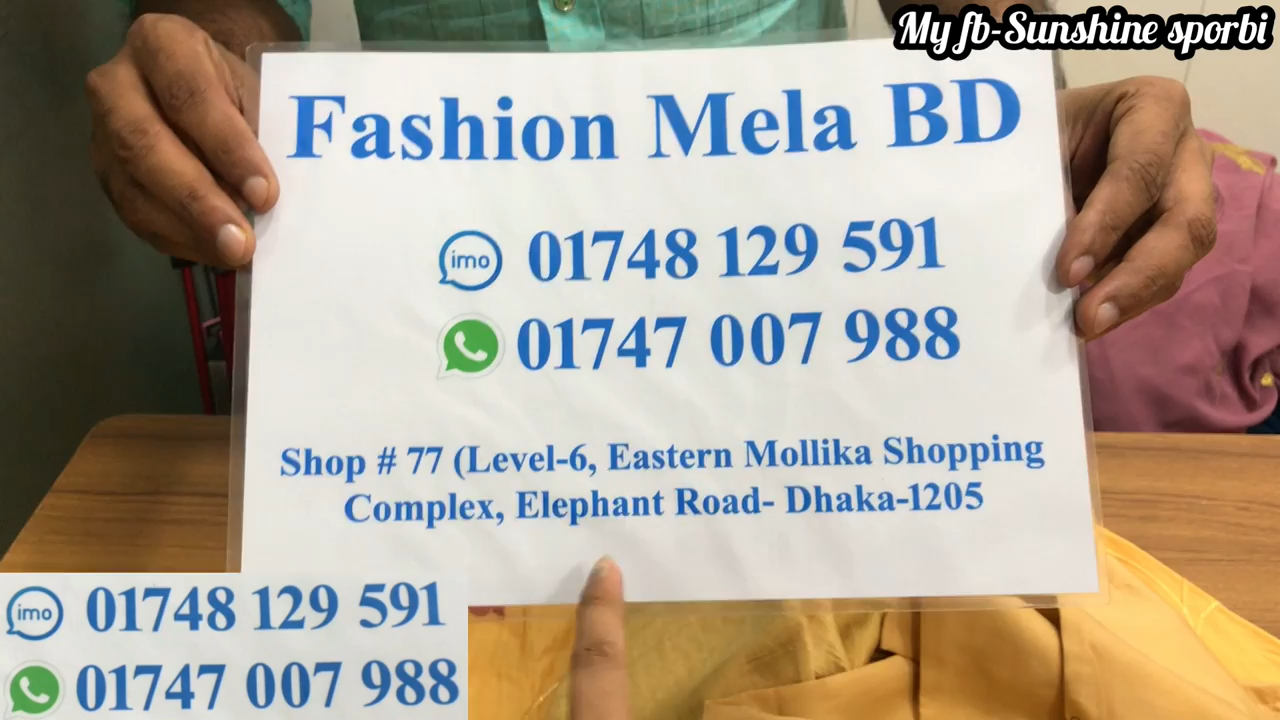 My fb-Sunshine sporbi
Fashion Mela BD
imo 01748 129 591
01747 007 988
Shop # 77 (Level-6, Eastern Mollika Shopping
Complex, Elephant Road- Dhaka-1205
imo 01748 129 591
01747 007 988